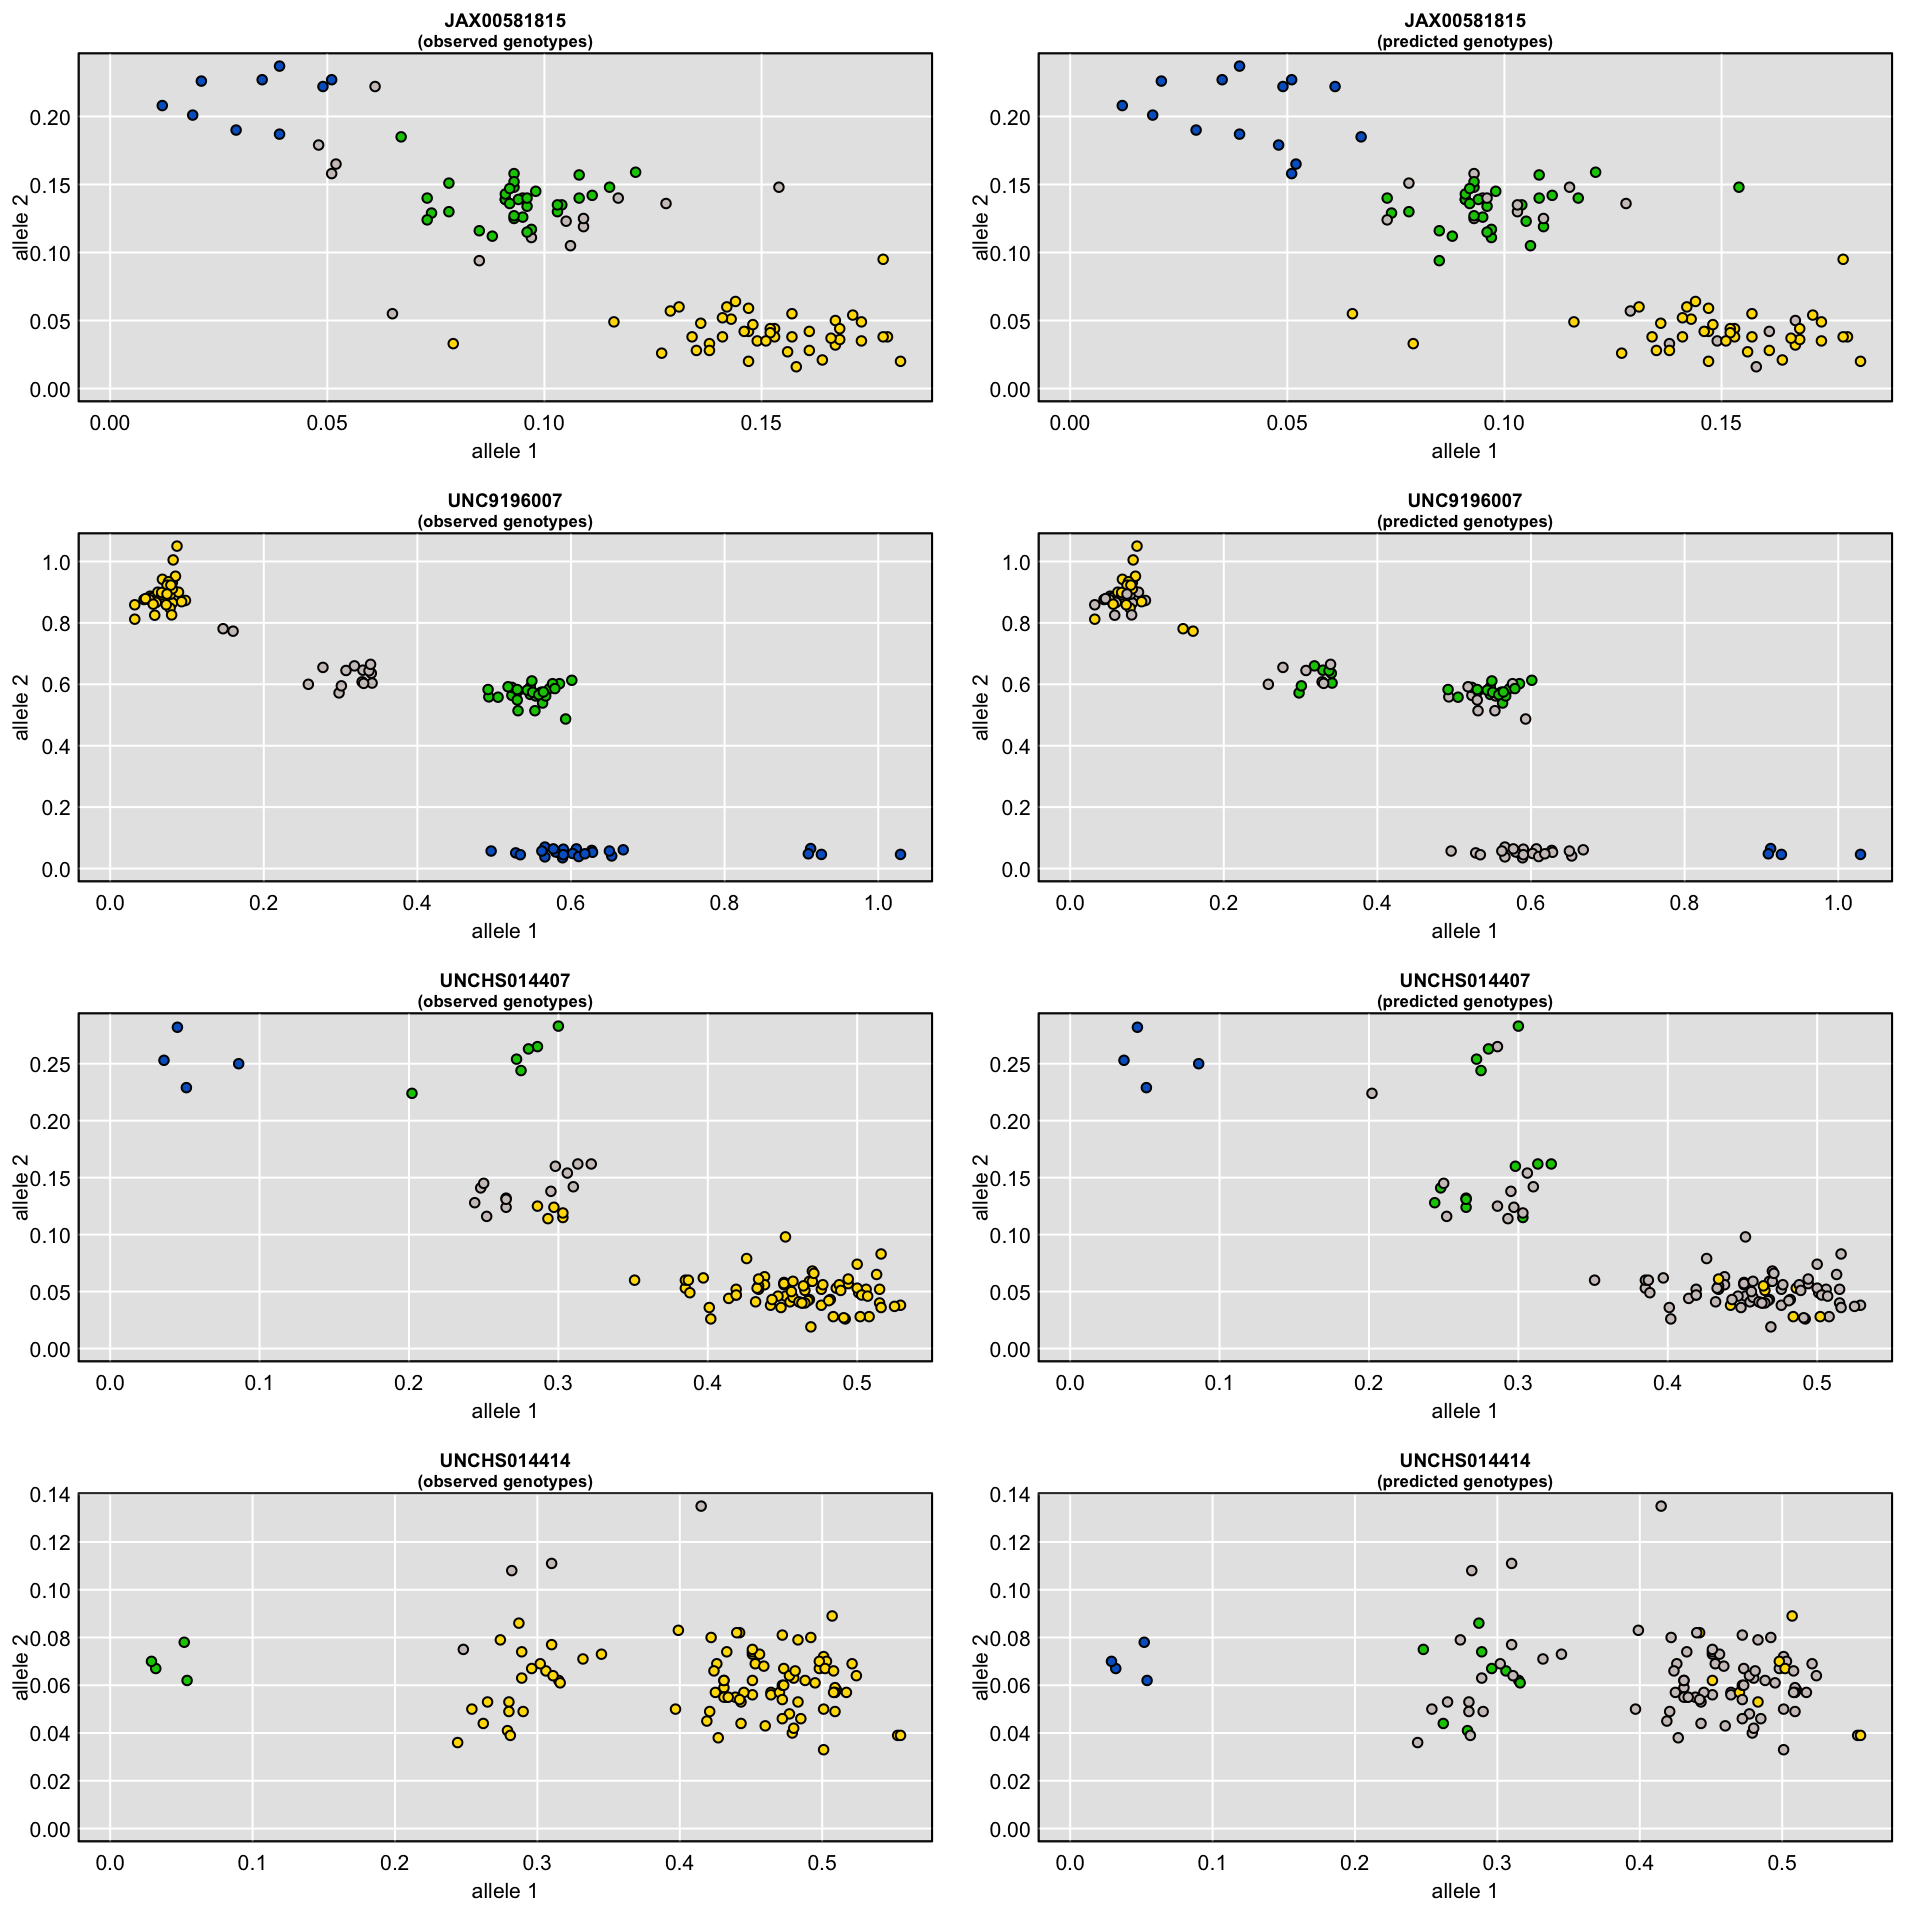 JAX00581815
(observed genotypes)
allele 2
0.20
0.15
0.10
0.05
0.00
0.00 0.05 0.10 0.15
allele 1
JAX00581815
(predicted genotypes)
allele 2
0.20
0.15
0.10
0.05
0.00
0.00 0.05 0.10 0.15
allele 1
UNC9196007
(observed genotypes)
allele 2
1.0
0.8
0.6
0.4
0.2
0.0
0.0 0.2 0.4 0.6 0.8 1.0
allele 1
UNC9196007
(predicted genotypes)
allele 2
1.0
0.8
0.6
0.4
0.2
0.0
0.0 0.2 0.4 0.6 0.8 1.0
allele 1
UNCHS014407
(observed genotypes)
allele 2
0.25
0.20
0.15
0.10
0.05
0.00
0.0 0.1 0.2 0.3 0.4 0.5
allele 1
UNCHS014407
(predicted genotypes)
allele 2
0.25
0.20
0.15
0.10
0.05
0.00
0.0 0.1 0.2 0.3 0.4 0.5
allele 1
UNCHS014414
(observed genotypes)
allele 2
0.14
0.12
0.10
0.08
0.06
0.04
0.02
0.00
0.0 0.1 0.2 0.3 0.4 0.5
allele 1
UNCHS014414
(predicted genotypes)
allele 2
0.14
0.12
0.10
0.08
0.06
0.04
0.02
0.00
0.0 0.1 0.2 0.3 0.4 0.5
allele 1